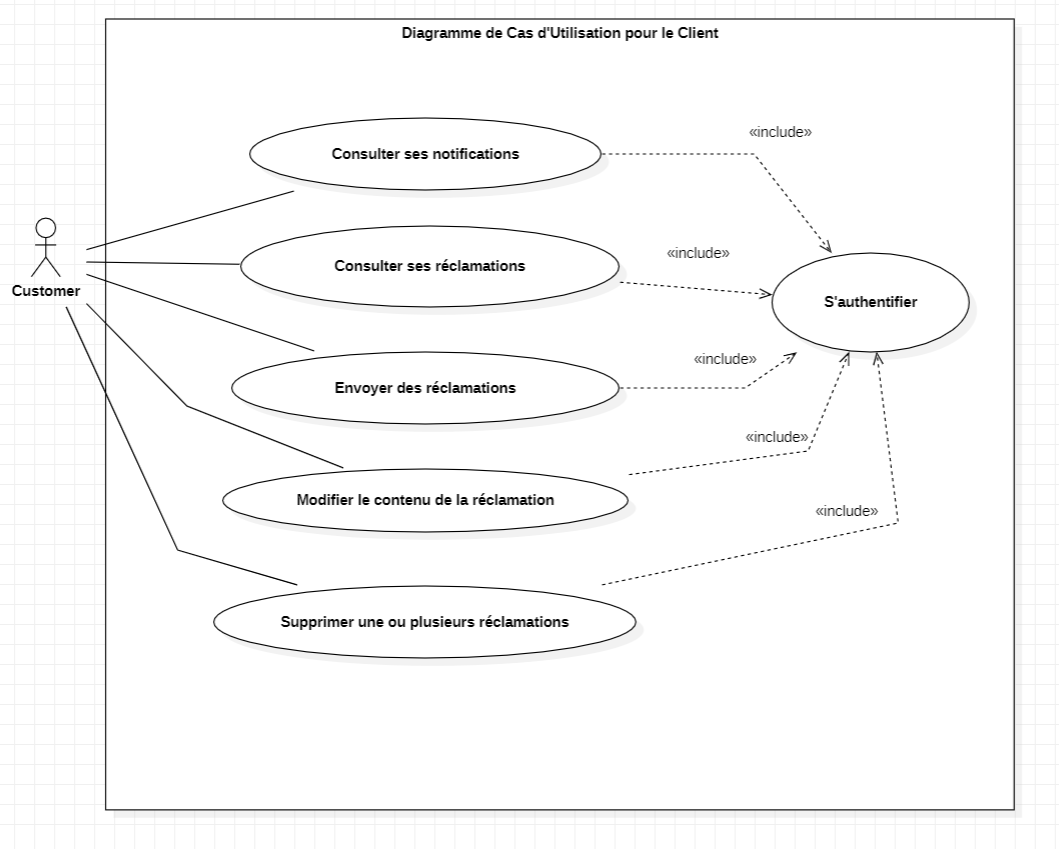 Diagramme de Cas d'Utilisation pour le Client
«include»
Consulter ses notifications
«include»
Consulter ses réclamations
Customer
S'authentifier
«include»
Envoyer des réclamations
«include»
Modifier le contenu de la réclamation
«include»
Supprimer une ou plusieurs réclamations